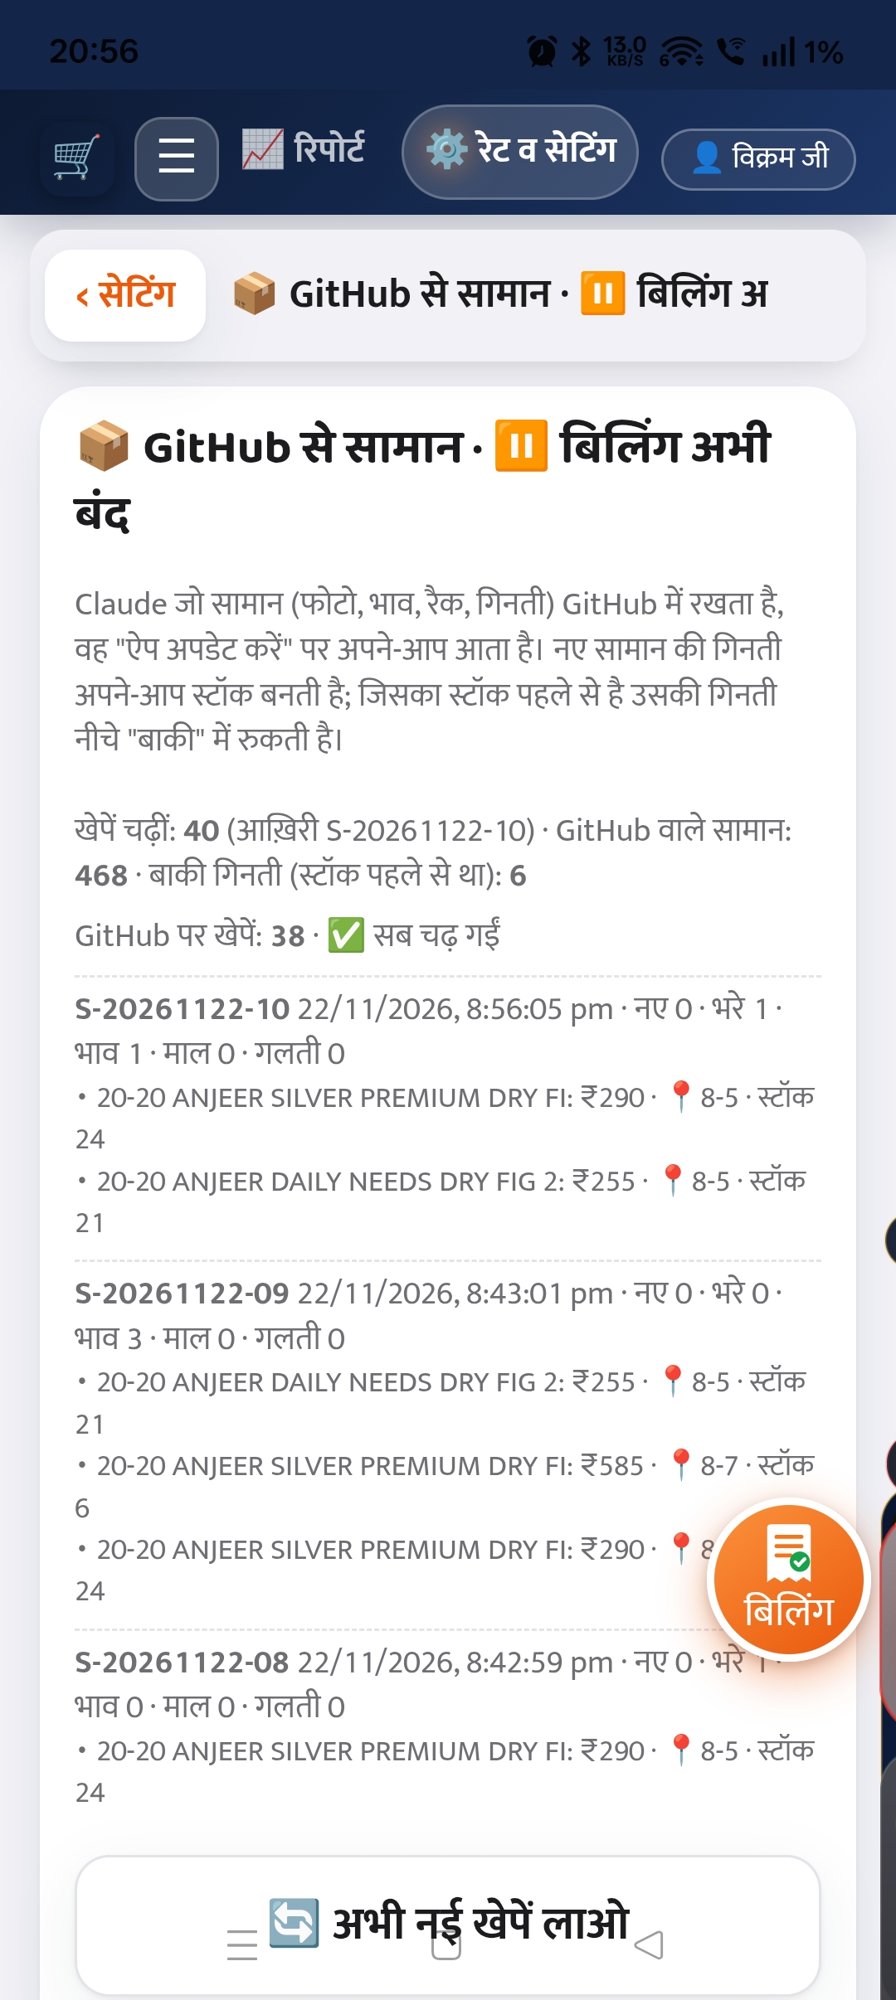 20:56
13.0 KB/S 6 1%
रिपोर्ट रेट व सेटिंग विक्रम जी
‹ सेटिंग GitHub से सामान · बिलिंग अ
GitHub से सामान · बिलिंग अभी
बंद
Claude जो सामान (फोटो, भाव, रैक, गिनती) GitHub में रखता है,
वह "ऐप अपडेट करें" पर अपने-आप आता है। नए सामान की गिनती
अपने-आप स्टॉक बनती है; जिसका स्टॉक पहले से है उसकी गिनती
नीचे "बाकी" में रुकती है।
खेपें चढ़ीं: 40 (आख़िरी S-20261122-10) · GitHub वाले सामान:
468 · बाकी गिनती (स्टॉक पहले से था): 6
GitHub पर खेपें: 38 · ✅ सब चढ़ गईं
S-20261122-10 22/11/2026, 8:56:05 pm · नए 0 · भरे 1 ·
भाव 1 · माल 0 · गलती 0
• 20-20 ANJEER SILVER PREMIUM DRY FI: ₹290 · 📍8-5 · स्टॉक
24
• 20-20 ANJEER DAILY NEEDS DRY FIG 2: ₹255 · 📍8-5 · स्टॉक
21
S-20261122-09 22/11/2026, 8:43:01 pm · नए 0 · भरे 0 ·
भाव 3 · माल 0 · गलती 0
• 20-20 ANJEER DAILY NEEDS DRY FIG 2: ₹255 · 📍8-5 · स्टॉक
21
• 20-20 ANJEER SILVER PREMIUM DRY FI: ₹585 · 📍8-7 · स्टॉक
6
• 20-20 ANJEER SILVER PREMIUM DRY FI: ₹290 · 📍8
24
बिलिंग
S-20261122-08 22/11/2026, 8:42:59 pm · नए 0 · भरे 1 ·
भाव 0 · माल 0 · गलती 0
• 20-20 ANJEER SILVER PREMIUM DRY FI: ₹290 · 📍8-5 · स्टॉक
24
अभी नई खेपें लाओ